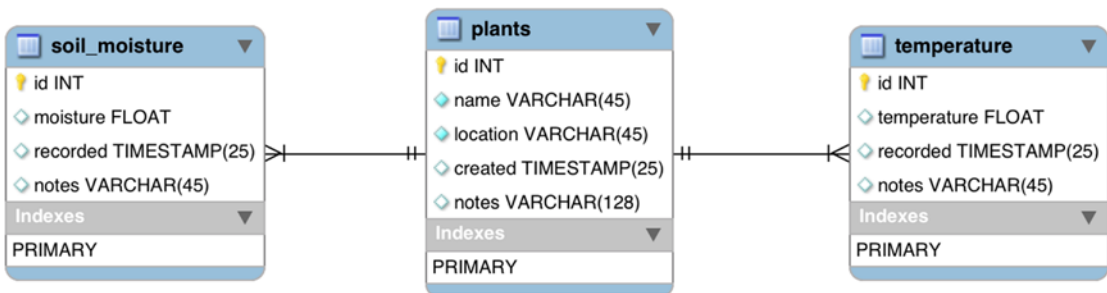 soil_moisture
id INT
moisture FLOAT
recorded TIMESTAMP(25)
notes VARCHAR(45)
Indexes
PRIMARY
plants
id INT
name VARCHAR(45)
location VARCHAR(45)
created TIMESTAMP(25)
notes VARCHAR(128)
Indexes
PRIMARY
temperature
id INT
temperature FLOAT
recorded TIMESTAMP(25)
notes VARCHAR(45)
Indexes
PRIMARY